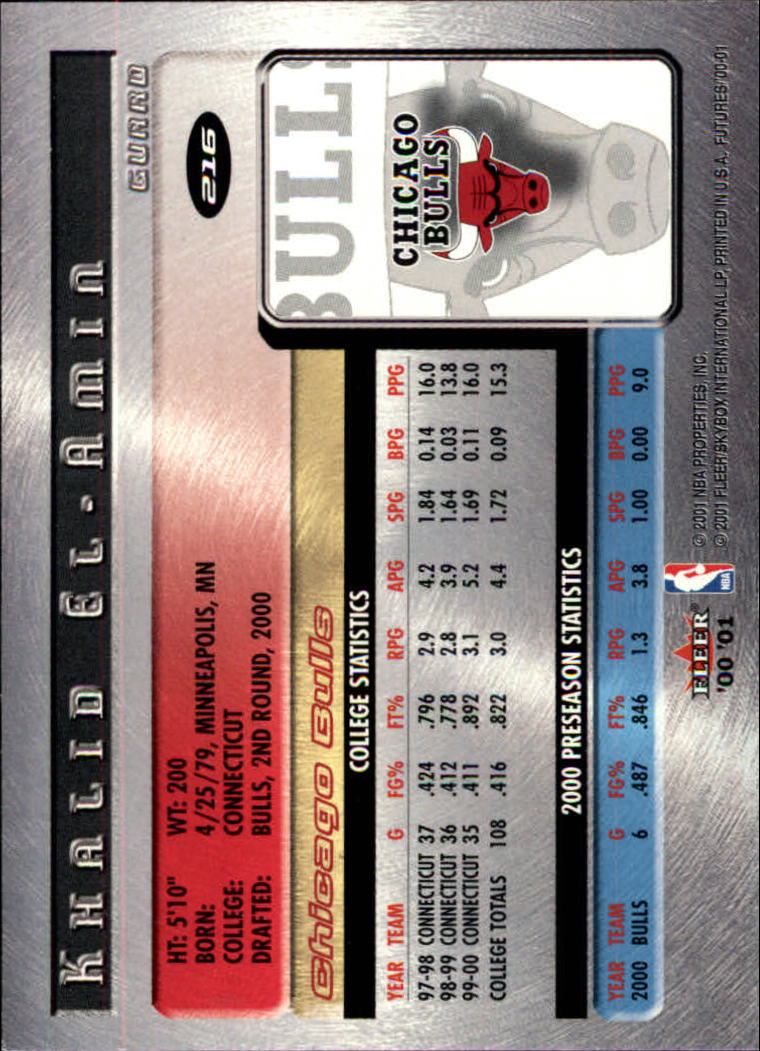 KHALID EL-AMIN
GUARD
216
HT: 5'10" WT: 200
BORN: 4/25/79, MINNEAPOLIS, MN
COLLEGE: CONNECTICUT
DRAFTED: BULLS, 2ND ROUND, 2000
BULLS
CHICAGO
BULLS
Chicago Bulls
COLLEGE STATISTICS
YEAR TEAM G FG% FT% RPG APG SPG BPG PPG
97-98 CONNECTICUT 37 .424 .796 2.9 4.2 1.84 0.14 16.0
98-99 CONNECTICUT 36 .412 .778 2.8 3.9 1.64 0.03 13.8
99-00 CONNECTICUT 35 .411 .892 3.1 5.2 1.69 0.11 16.0
COLLEGE TOTALS 108 .416 .822 3.0 4.4 1.72 0.09 15.3
2000 PRESEASON STATISTICS
YEAR TEAM G FG% FT% RPG APG SPG BPG PPG
2000 BULLS 6 .487 .846 1.3 3.8 1.00 0.00 9.0
FLEER®
'00 '01
NBA
© 2001 NBA PROPERTIES, INC.
© 2001 FLEER/SKYBOX INTERNATIONAL LP, PRINTED IN U.S.A. FUTURES/'00-01